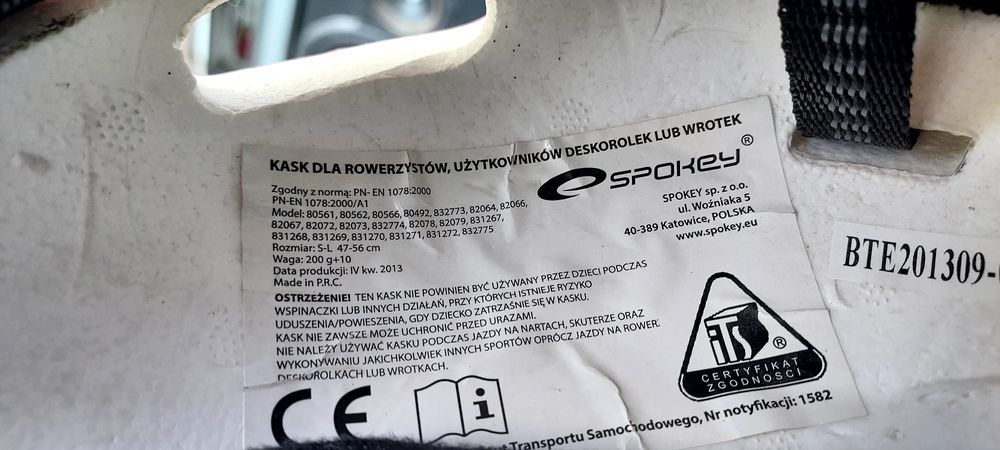 KASK DLA ROWERZYSTÓW, UŻYTKOWNIKÓW DESKOROLEK LUB WROTEK
Zgodny z normą: PN- EN 1078:2000
PN-EN 1078:2000/A1
Model: 80561, 80562, 80566, 80492, 832773, 82064, 82066,
82067, 82072, 82073, 832774, 82078, 82079, 831267,
831268, 831269, 831270, 831271, 831272, 832775
Rozmiar: S-L 47-56 cm
Waga: 200 g+10
Data produkcji: IV kw. 2013
Made in P.R.C.
SPOKEY®
SPOKEY sp. z o.o.
ul. Woźniaka 5
40-389 Katowice, POLSKA
www.spokey.eu
OSTRZEŻENIE! TEN KASK NIE POWINIEN BYĆ UŻYWANY PRZEZ DZIECI PODCZAS
WSPINACZKI LUB INNYCH DZIAŁAŃ, PRZY KTÓRYCH ISTNIEJE RYZYKO
UDUSZENIA/POWIESZENIA, GDY DZIECKO ZATRZAŚNIE SIĘ W KASKU.
KASK NIE ZAWSZE MOŻE UCHRONIĆ PRZED URAZAMI.
NIE NALEŻY UŻYWAĆ KASKU PODCZAS JAZDY NA NARTACH, SKUTERZE ORAZ
WYKONYWANIU JAKICHKOLWIEK INNYCH SPORTÓW OPRÓCZ JAZDY NA ROWER
DESKOROLKACH LUB WROTKACH.
CE
i
ITS®
CERTYFIKAT
ZGODNOŚCI
Transportu Samochodowego, Nr notyfikacji: 1582
BTE201309-